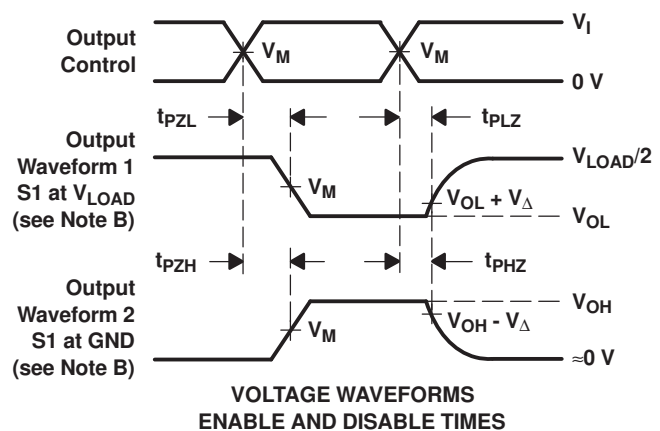 Output
Control
V_I
V_M
V_M
0 V
t_PZL
t_PLZ
Output
Waveform 1
S1 at V_LOAD
(see Note B)
V_LOAD/2
V_M
V_OL + V_Δ
V_OL
t_PZH
t_PHZ
Output
Waveform 2
S1 at GND
(see Note B)
V_OH
V_M
V_OH - V_Δ
≈0 V
VOLTAGE WAVEFORMS
ENABLE AND DISABLE TIMES